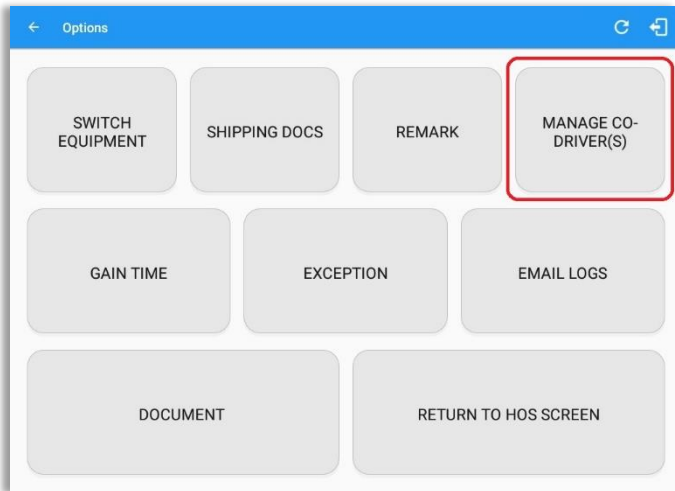 Options
SWITCH
EQUIPMENT
SHIPPING DOCS
REMARK
MANAGE CO-
DRIVER(S)
GAIN TIME
EXCEPTION
EMAIL LOGS
DOCUMENT
RETURN TO HOS SCREEN